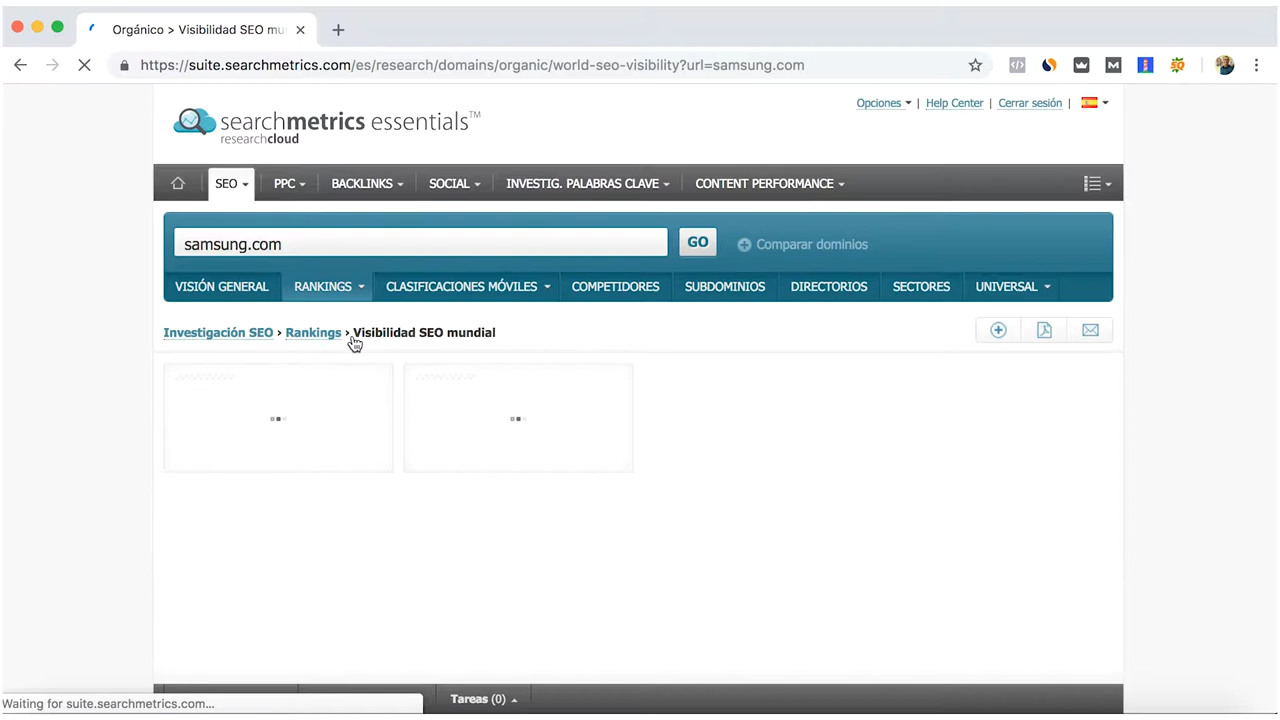 Orgánico > Visibilidad SEO mu
https://suite.searchmetrics.com/es/research/domains/organic/world-seo-visibility?url=samsung.com
Opciones | Help Center | Cerrar sesión |
searchmetrics essentials™
researchcloud
SEO PPC BACKLINKS SOCIAL INVESTIG. PALABRAS CLAVE CONTENT PERFORMANCE
samsung.com GO Comparar dominios
VISIÓN GENERAL RANKINGS CLASIFICACIONES MÓVILES COMPETIDORES SUBDOMINIOS DIRECTORIOS SECTORES UNIVERSAL
Investigación SEO › Rankings › Visibilidad SEO mundial
Tareas (0)
Waiting for suite.searchmetrics.com...